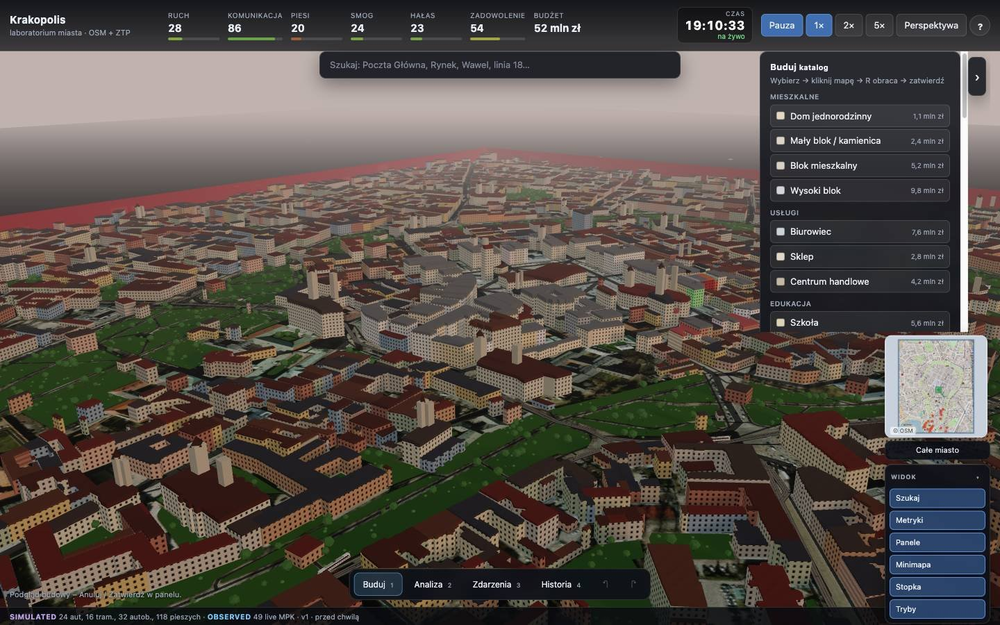 Krakopolis
laboratorium miasta · OSM + ZTP
RUCH
28
KOMUNIKACJA
86
PIESI
20
SMOG
24
HAŁAS
23
ZADOWOLENIE
54
BUDŻET
52 mln zł
CZAS
19:10:33
na żywo
Pauza
1×
2×
5×
Perspektywa
?
Szukaj: Poczta Główna, Rynek, Wawel, linia 18…
Buduj katalog
Wybierz → kliknij mapę → R obraca → zatwierdź
MIESZKALNE
Dom jednorodzinny 1,1 mln zł
Mały blok / kamienica 2,4 mln zł
Blok mieszkalny 5,2 mln zł
Wysoki blok 9,8 mln zł
USŁUGI
Biurowiec 7,6 mln zł
Sklep 2,8 mln zł
Centrum handlowe 4,2 mln zł
EDUKACJA
Szkoła 5,6 mln zł
›
© OSM
Całe miasto
WIDOK
Szukaj
Metryki
Panele
Minimapa
Stopka
Tryby
Buduj 1
Analiza 2
Zdarzenia 3
Historia 4
Podgląd budowy – Anuluj / Zatwierdź w panelu.
SIMULATED 24 aut, 16 tram., 32 autob., 118 pieszych · OBSERVED 49 live MPK · v1 · przed chwilą